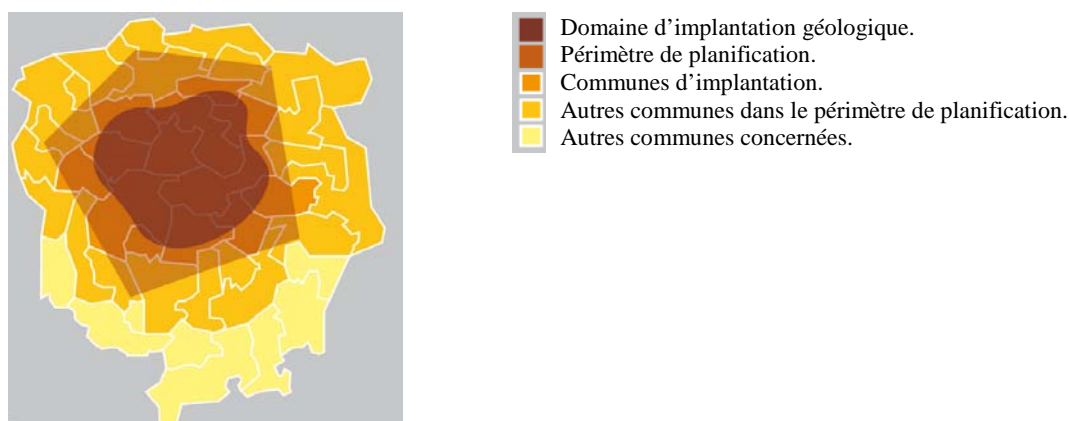 Domaine d’implantation géologique.
Périmètre de planification.
Communes d’implantation.
Autres communes dans le périmètre de planification.
Autres communes concernées.